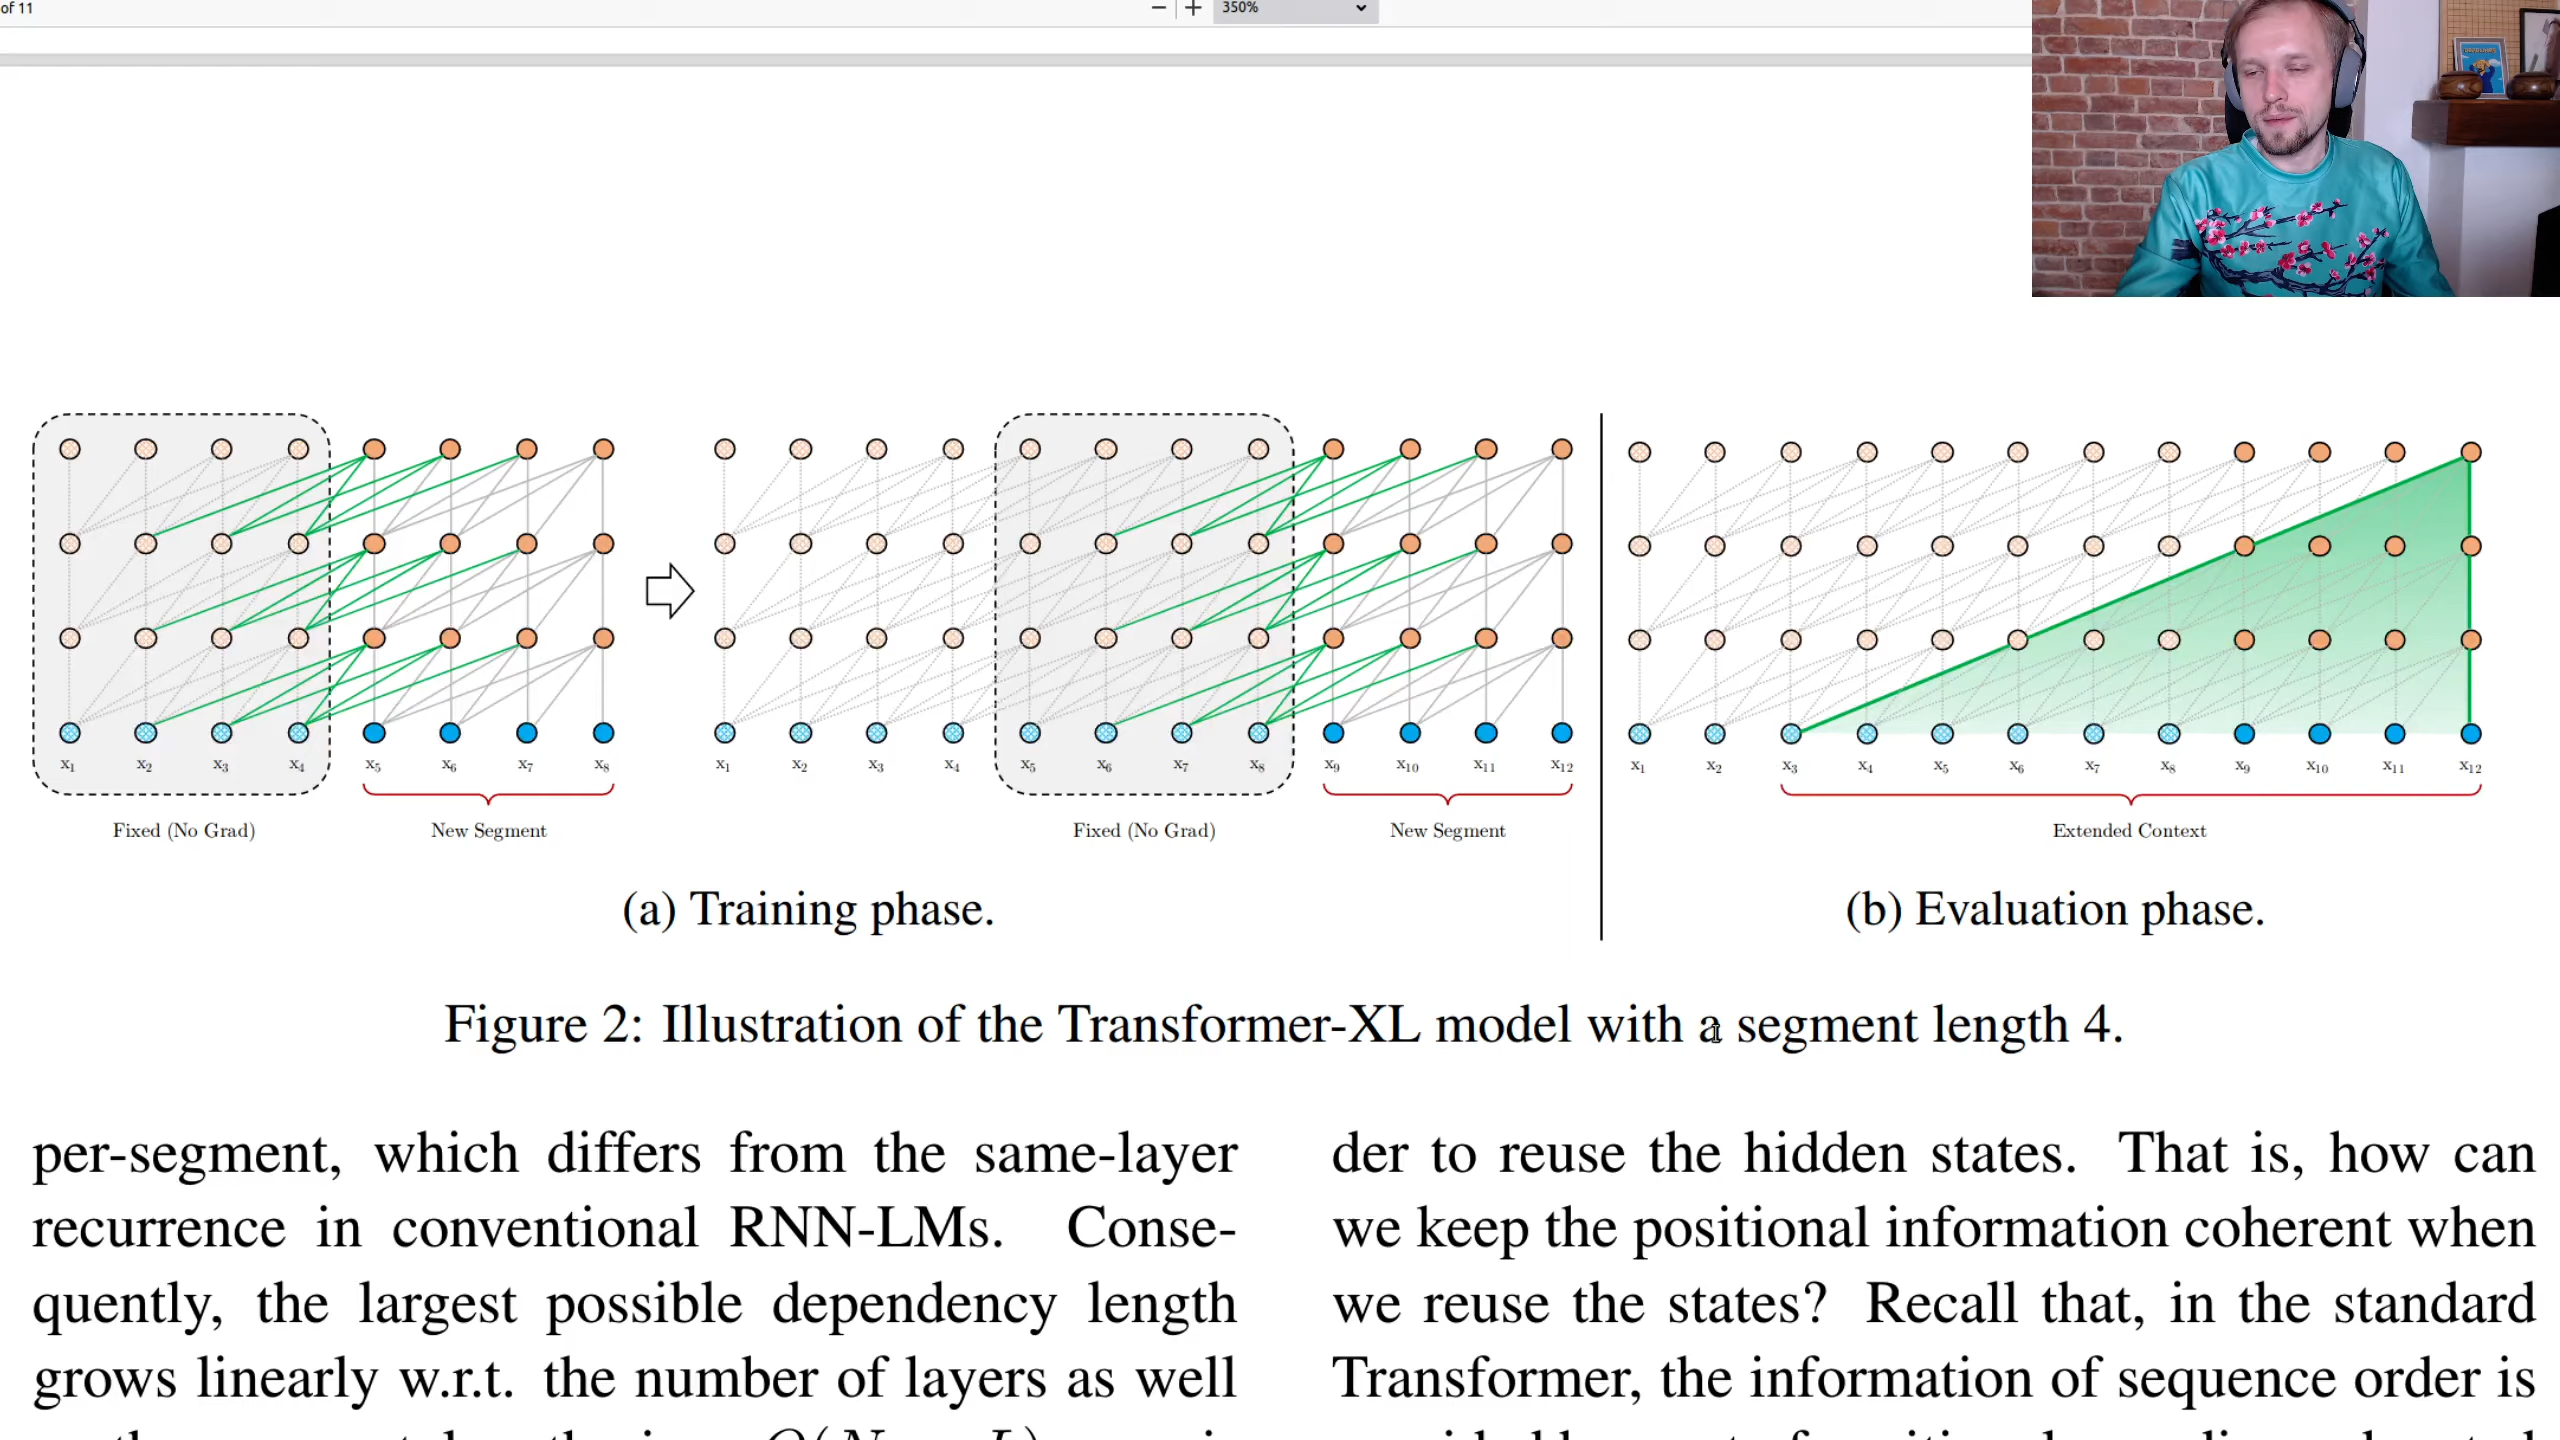 of 11
350%
x1 x2 x3 x4 x5 x6 x7 x8
x1 x2 x3 x4 x5 x6 x7 x8 x9 x10 x11 x12
x1 x2 x3 x4 x5 x6 x7 x8 x9 x10 x11 x12
Fixed (No Grad) New Segment
Fixed (No Grad) New Segment
Extended Context
(a) Training phase.
(b) Evaluation phase.
Figure 2: Illustration of the Transformer-XL model with a segment length 4.
per-segment, which differs from the same-layer
recurrence in conventional RNN-LMs. Conse-
quently, the largest possible dependency length
grows linearly w.r.t. the number of layers as well
der to reuse the hidden states. That is, how can
we keep the positional information coherent when
we reuse the states? Recall that, in the standard
Transformer, the information of sequence order is